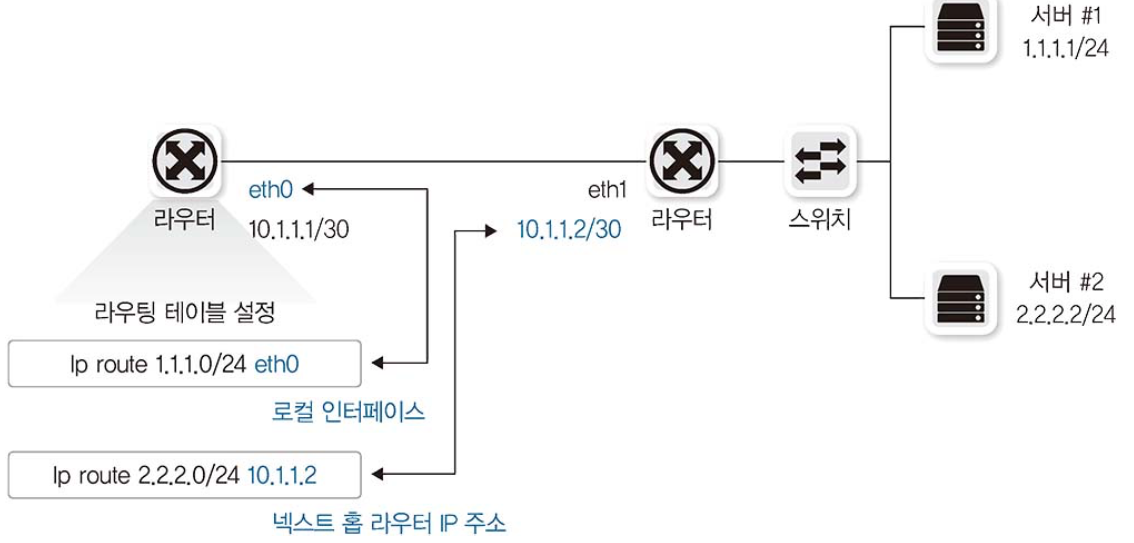 서버 #1
1.1.1.1/24
eth0
eth1
라우터
10.1.1.1/30
10.1.1.2/30
라우터
스위치
서버 #2
2.2.2.2/24
라우팅 테이블 설정
Ip route 1.1.1.0/24 eth0
로컬 인터페이스
Ip route 2.2.2.0/24 10.1.1.2
넥스트 홉 라우터 IP 주소